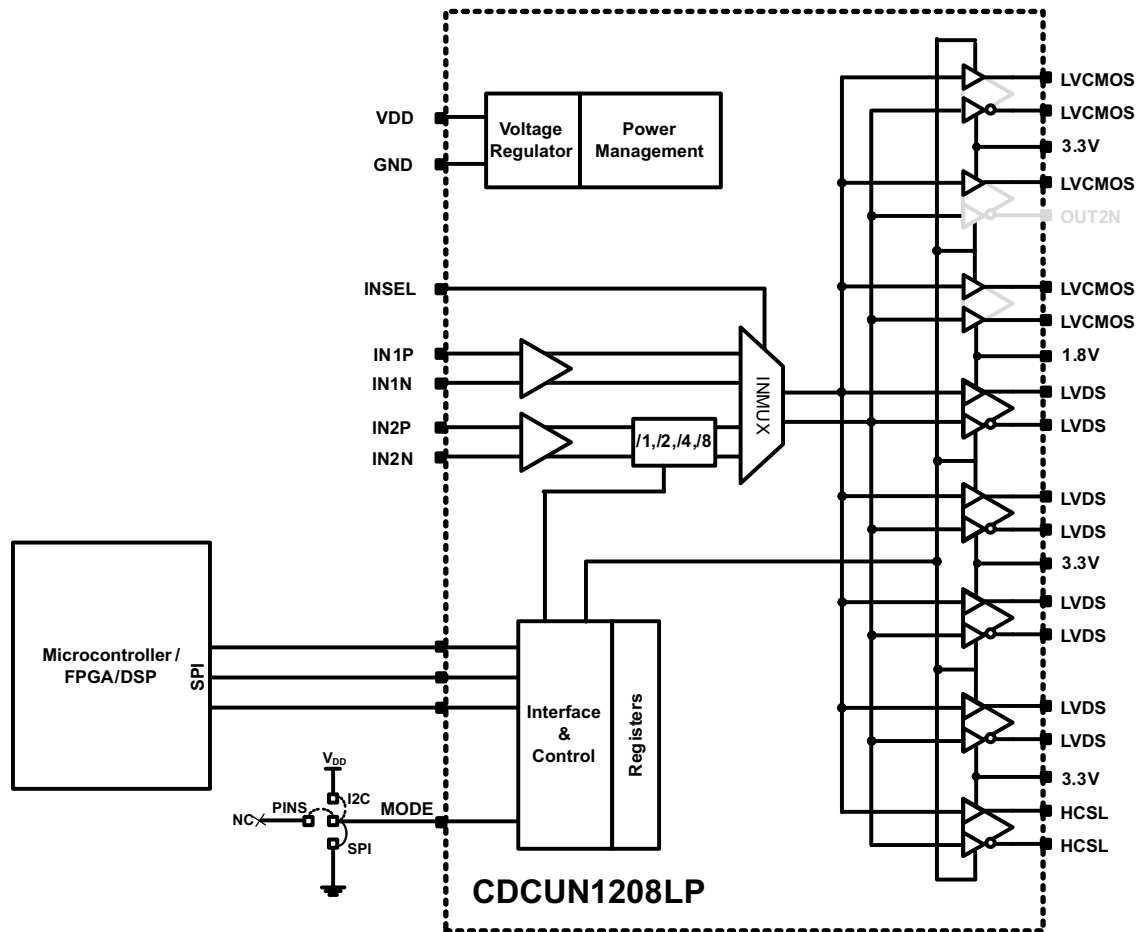 VDD
GND
Voltage
Regulator
Power
Management
INSEL
IN1P
IN1N
IN2P
IN2N
/1,/2,/4,/8
INMUX
LVCMOS
LVCMOS
3.3V
LVCMOS
OUT2N
LVCMOS
LVCMOS
1.8V
LVDS
LVDS
LVDS
LVDS
3.3V
LVDS
LVDS
LVDS
LVDS
3.3V
HCSL
HCSL
Microcontroller /
FPGA/DSP
SPI
Interface
&
Control
Registers
VDD
I2C
PINS
NC
SPI
MODE
CDCUN1208LP